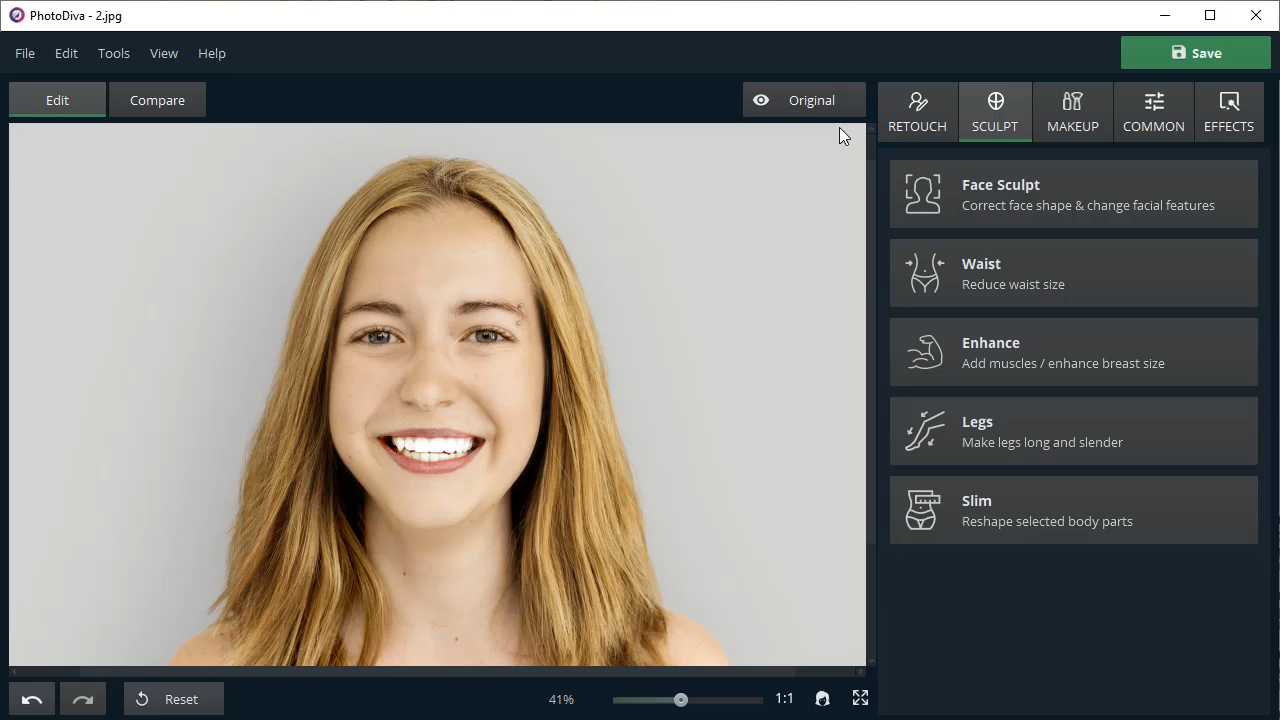 PhotoDiva - 2.jpg
File Edit Tools View Help
Save
Edit Compare Original
RETOUCH SCULPT MAKEUP COMMON EFFECTS
Face Sculpt
Correct face shape & change facial features
Waist
Reduce waist size
Enhance
Add muscles / enhance breast size
Legs
Make legs long and slender
Slim
Reshape selected body parts
Reset 41% 1:1